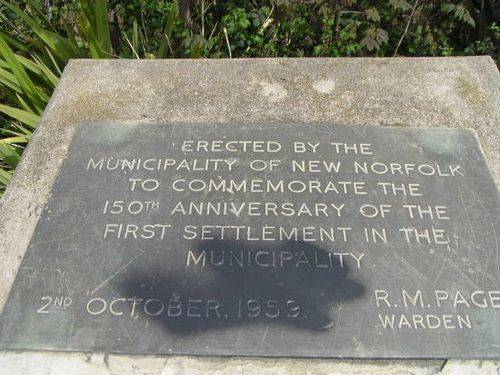 ERECTED BY THE
MUNICIPALITY OF NEW NORFOLK
TO COMMEMORATE THE
150TH ANNIVERSARY OF THE
FIRST SETTLEMENT IN THE
MUNICIPALITY
2ND OCTOBER, 1959. R.M. PAGE
WARDEN